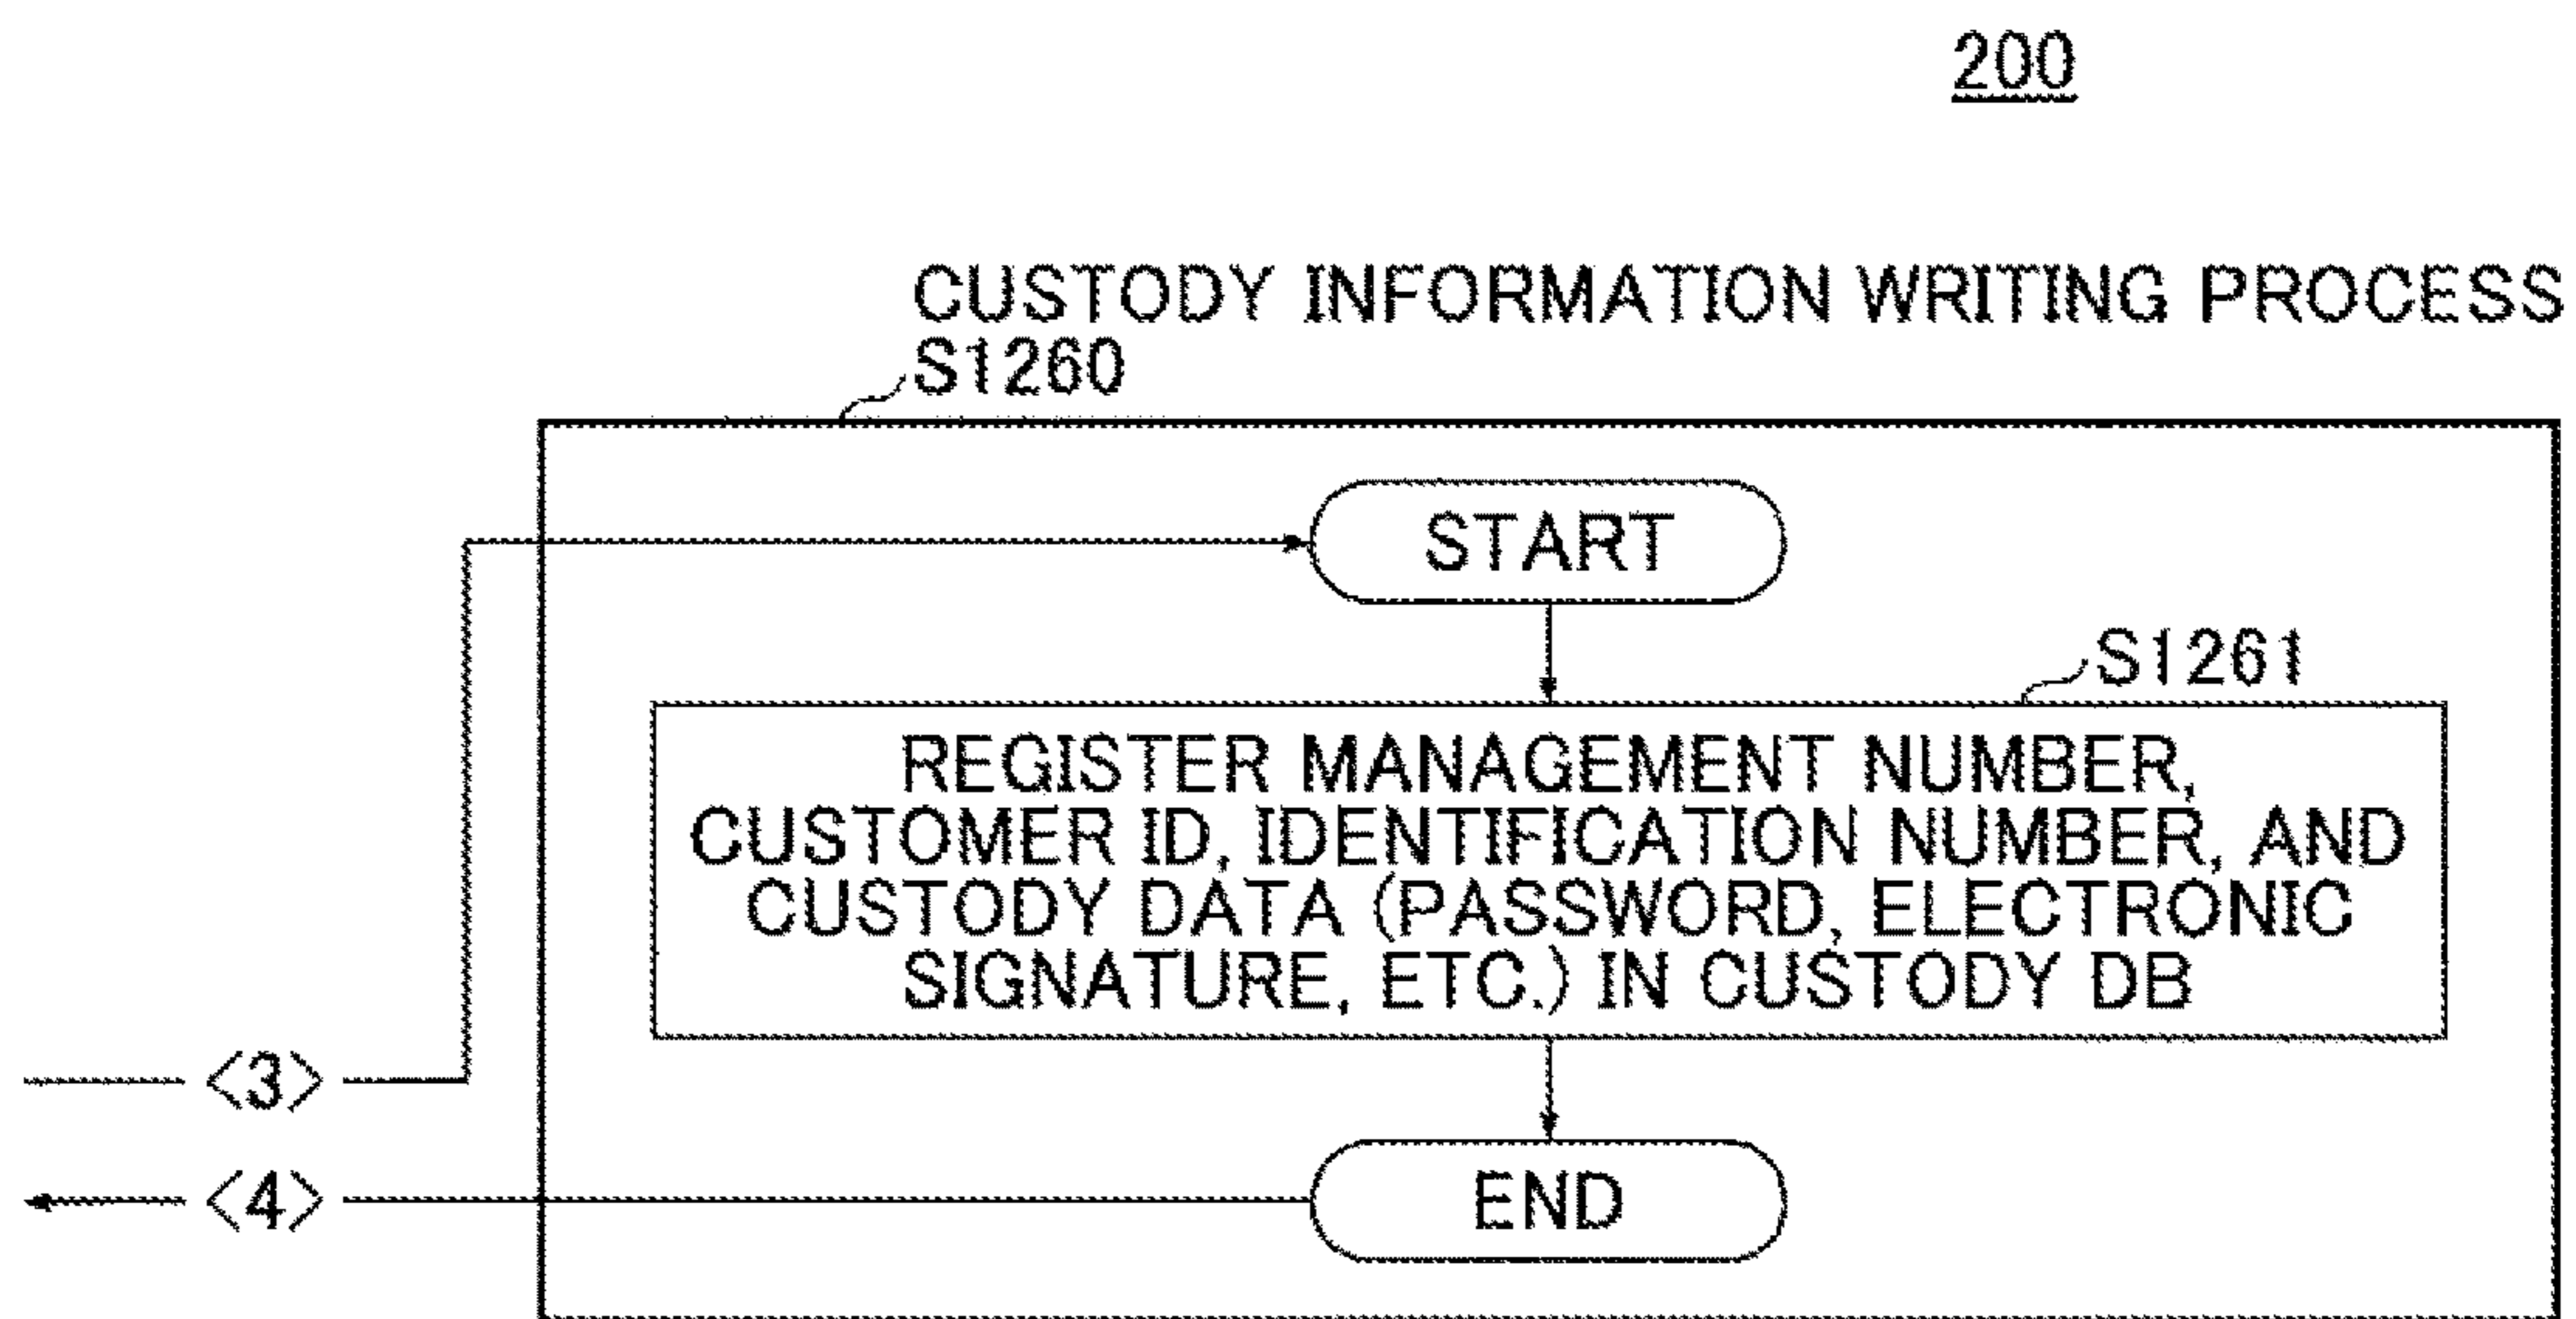 200
CUSTODY INFORMATION WRITING PROCESS
S1260
START
S1261
REGISTER MANAGEMENT NUMBER,
CUSTOMER ID, IDENTIFICATION NUMBER, AND
CUSTODY DATA (PASSWORD, ELECTRONIC
SIGNATURE, ETC.) IN CUSTODY DB
<3>
<4>
END